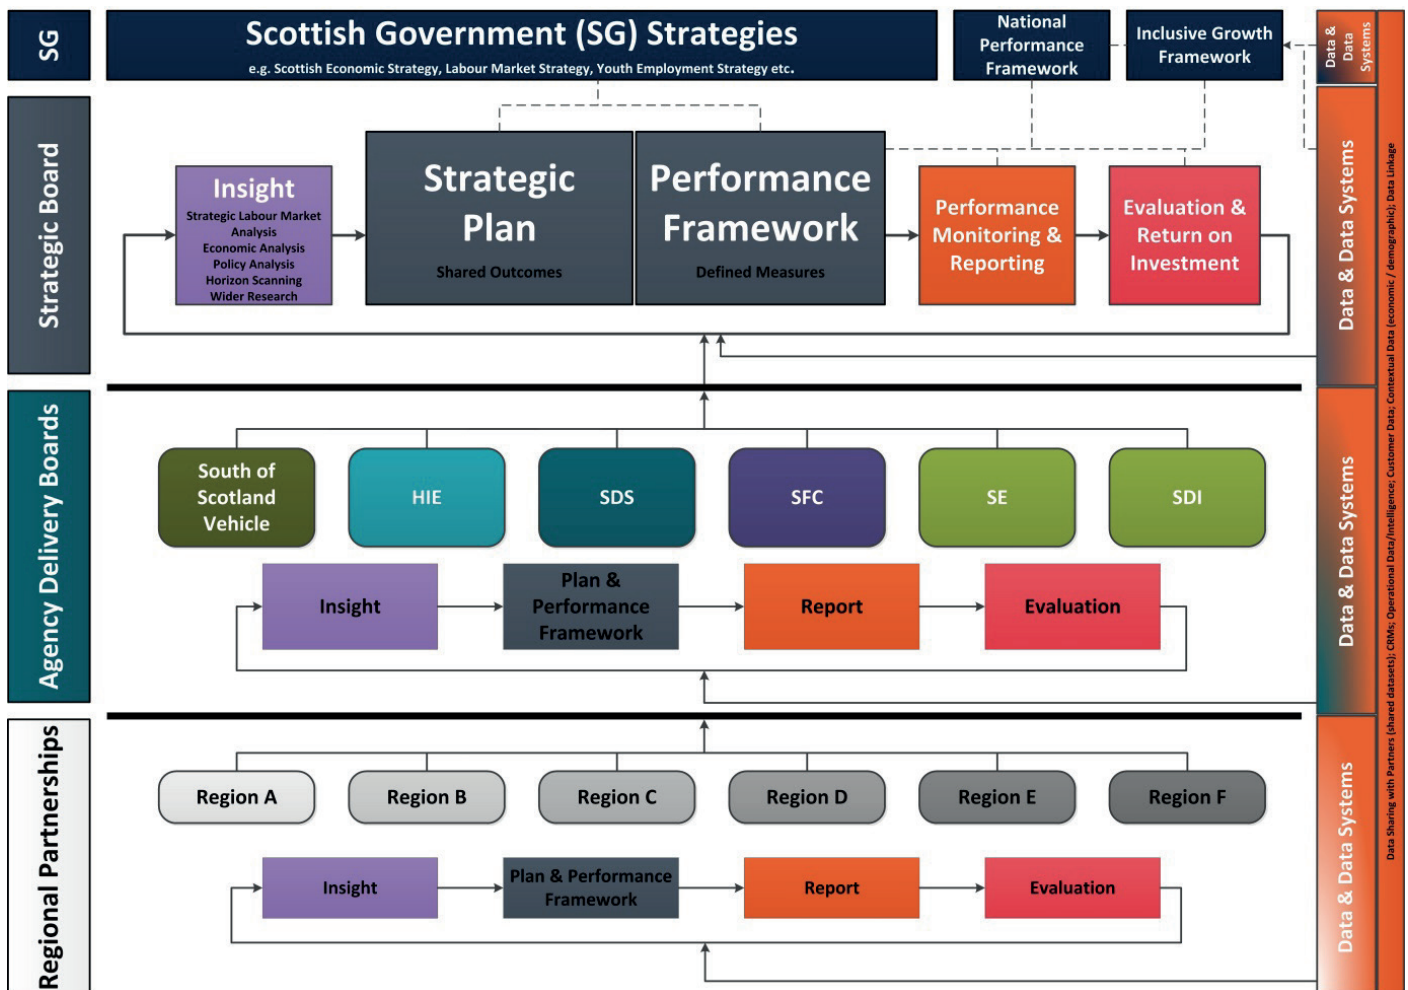 SG
Scottish Government (SG) Strategies
e.g. Scottish Economic Strategy, Labour Market Strategy, Youth Employment Strategy etc.
National
Performance
Framework
Inclusive Growth
Framework
Data &
Data
Systems
Strategic Board
Insight
Strategic Labour Market
Analysis
Economic Analysis
Policy Analysis
Horizon Scanning
Wider Research
Strategic
Plan
Shared Outcomes
Performance
Framework
Defined Measures
Performance
Monitoring &
Reporting
Evaluation &
Return on
Investment
Data & Data Systems
Agency Delivery Boards
South of
Scotland
Vehicle
HIE
SDS
SFC
SE
SDI
Insight
Plan &
Performance
Framework
Report
Evaluation
Data & Data Systems
Regional Partnerships
Region A
Region B
Region C
Region D
Region E
Region F
Insight
Plan & Performance
Framework
Report
Evaluation
Data & Data Systems
Data Sharing with Partners (shared datasets); CRMs; Operational Data/Intelligence; Customer Data; Contextual Data (economic / demographic); Data Linkage